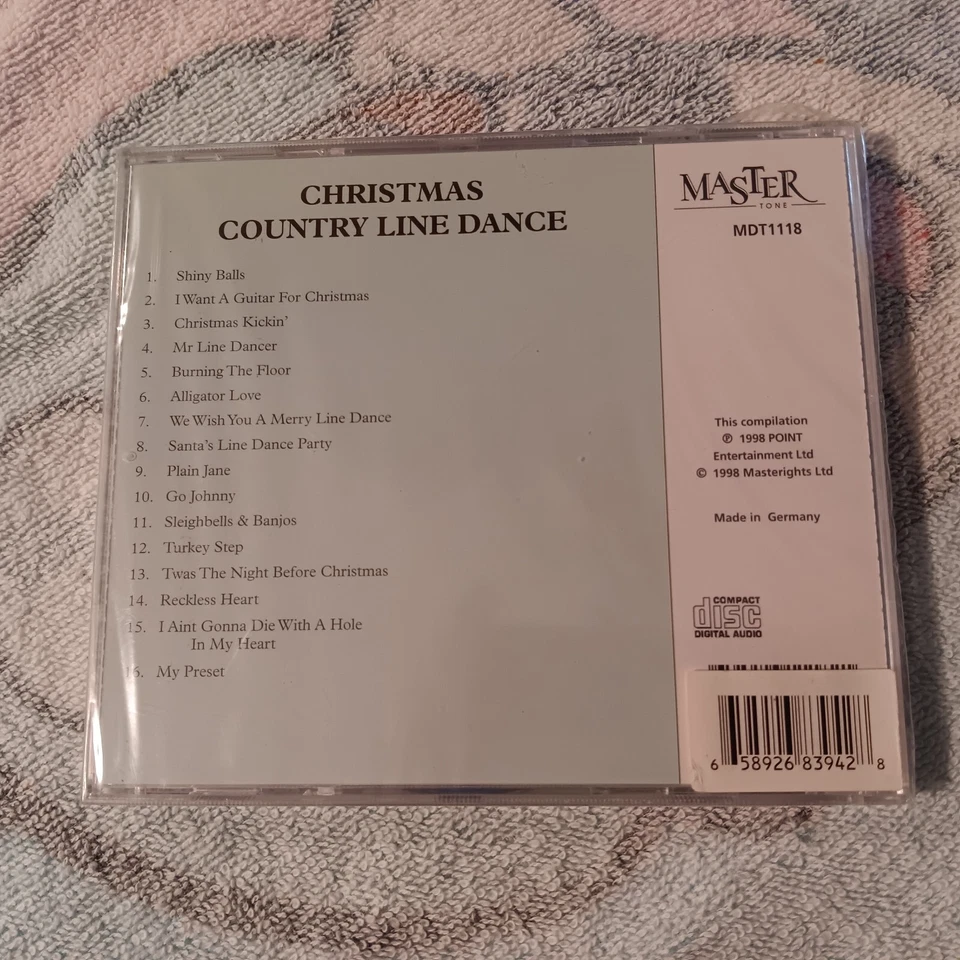 CHRISTMAS
COUNTRY LINE DANCE
1. Shiny Balls
2. I Want A Guitar For Christmas
3. Christmas Kickin'
4. Mr Line Dancer
5. Burning The Floor
6. Alligator Love
7. We Wish You A Merry Line Dance
8. Santa's Line Dance Party
9. Plain Jane
10. Go Johnny
11. Sleighbells & Banjos
12. Turkey Step
13. Twas The Night Before Christmas
14. Reckless Heart
15. I Aint Gonna Die With A Hole
In My Heart
16. My Preset
MASTER
TONE
MDT1118
This compilation
℗ 1998 POINT
Entertainment Ltd
© 1998 Masterights Ltd
Made in Germany
COMPACT
disc
DIGITAL AUDIO
6 58926 83942 8